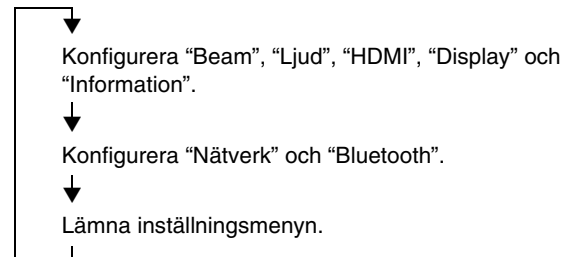 Konfigurera “Beam”, “Ljud”, “HDMI”, “Display” och
“Information”.
Konfigurera “Nätverk” och “Bluetooth”.
Lämna inställningsmenyn.